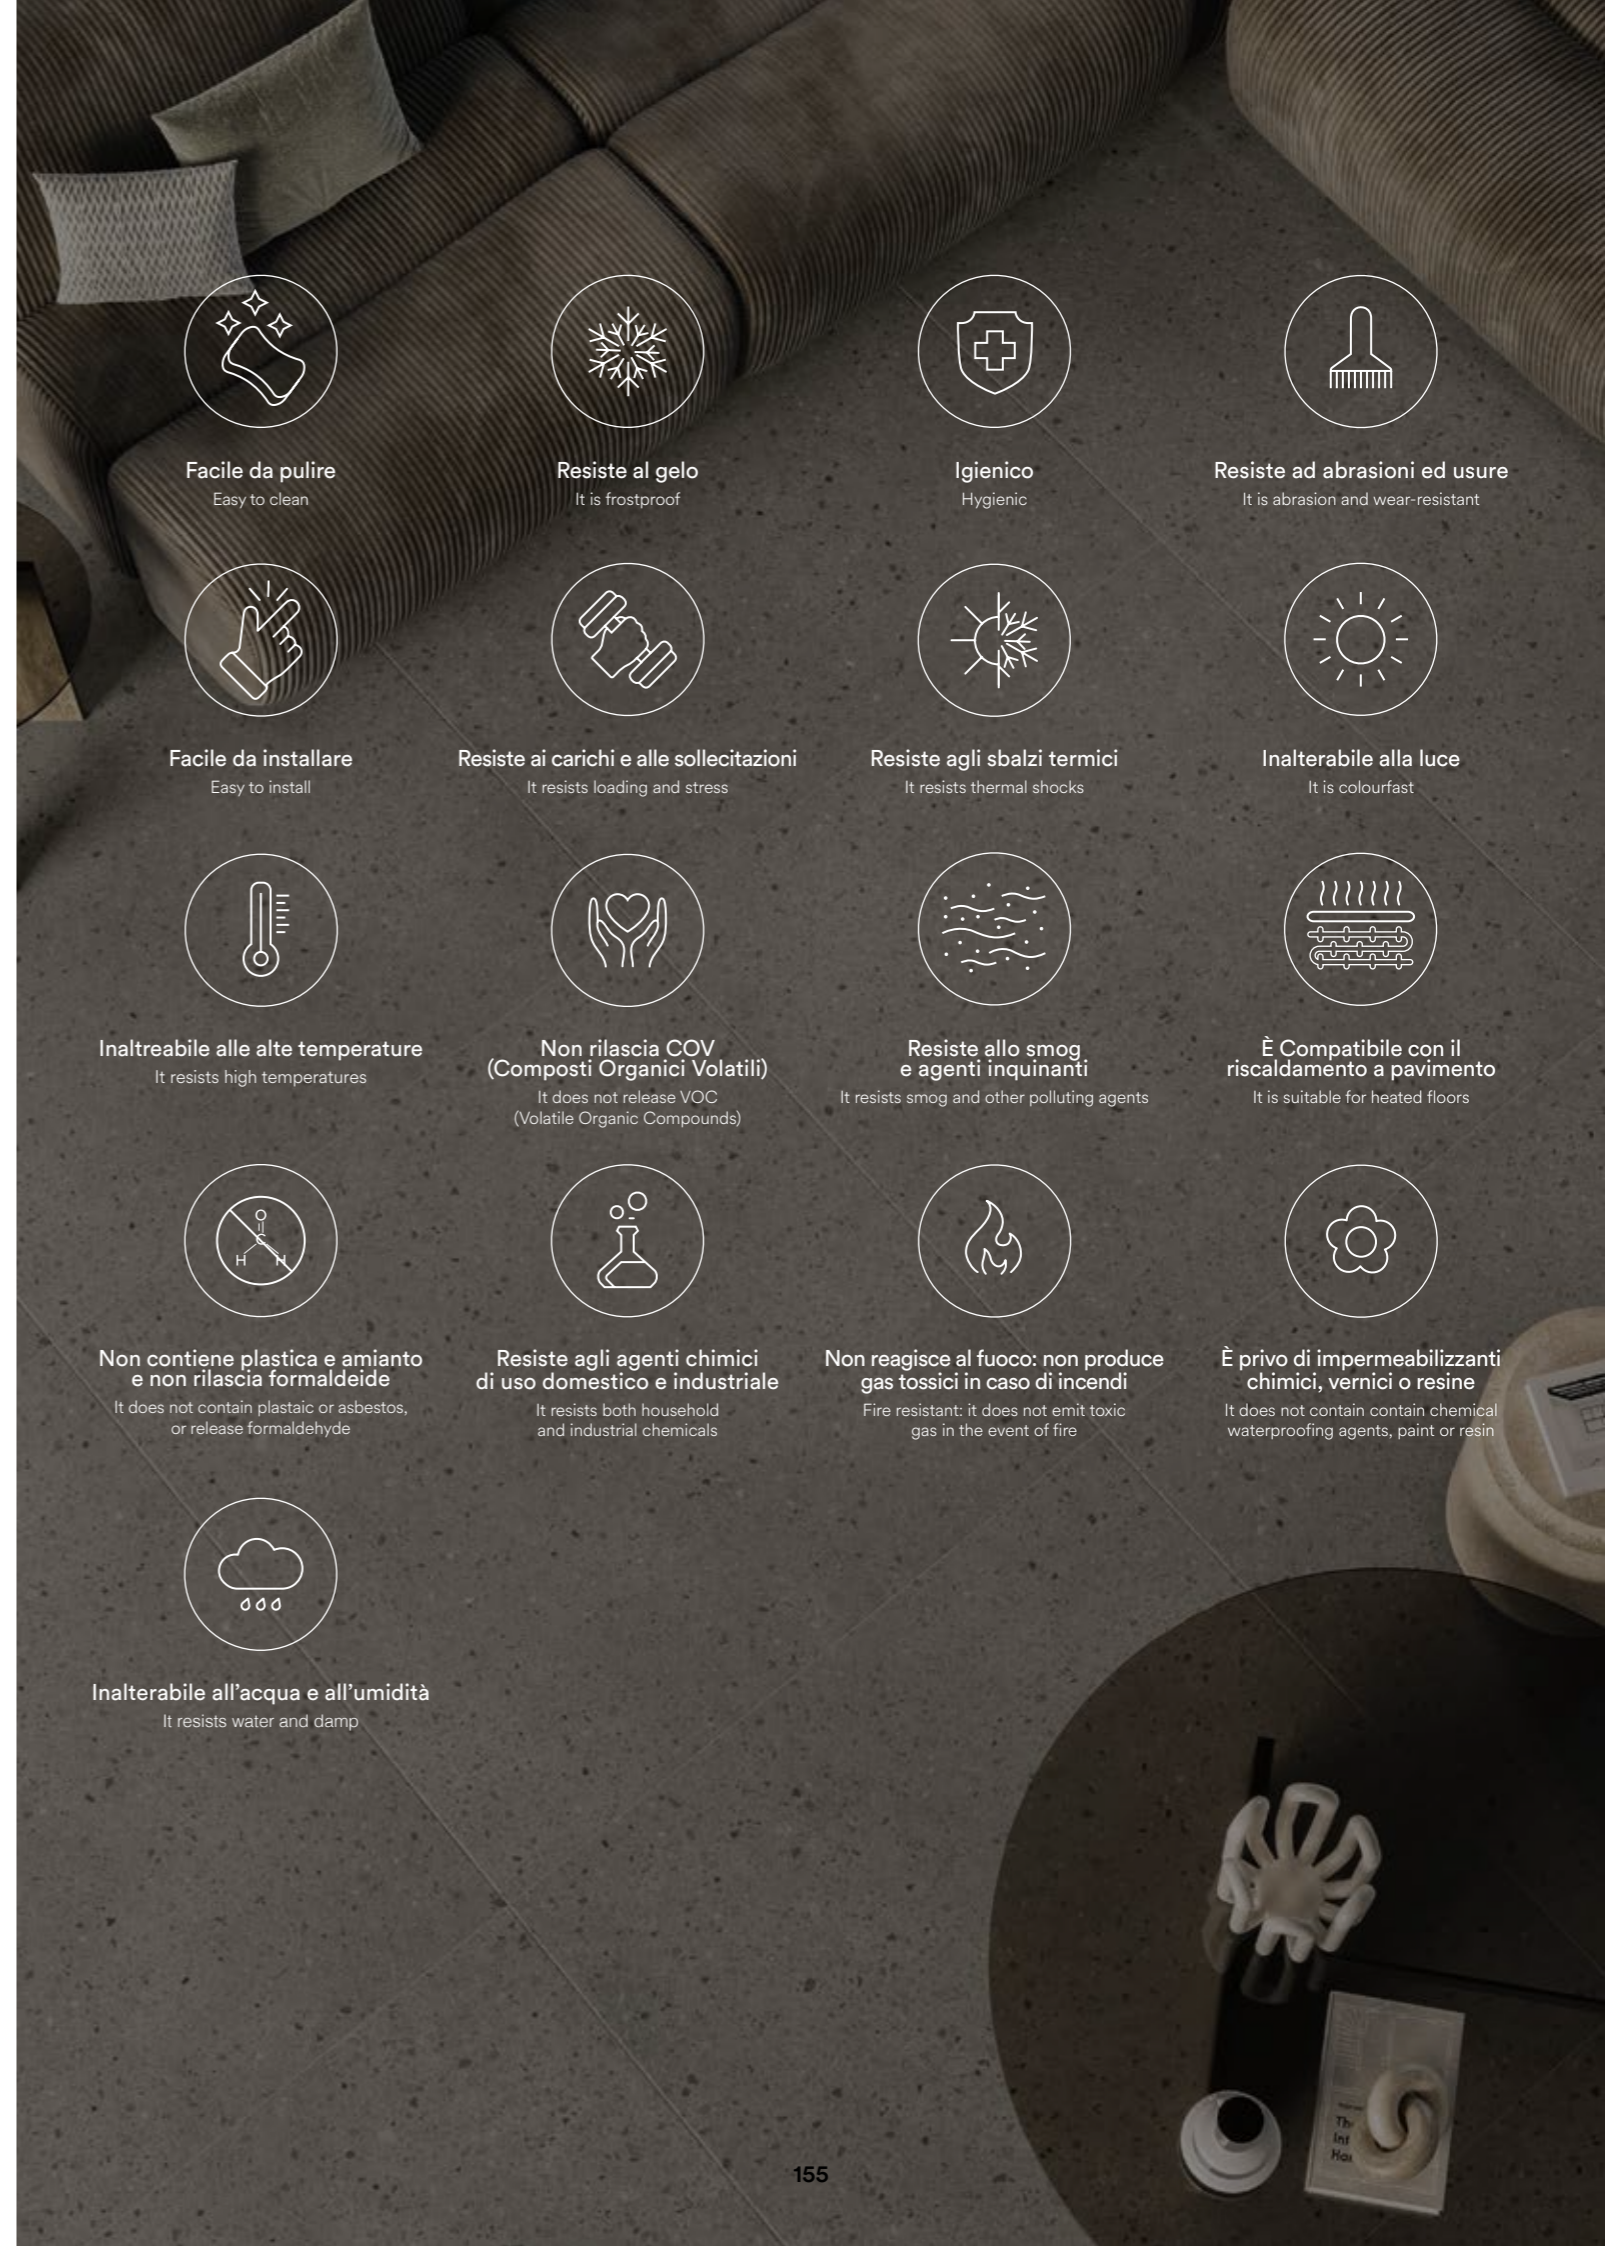 Facile da pulire
Easy to clean
Resiste al gelo
It is frostproof
Igienico
Hygienic
Resiste ad abrasioni ed usure
It is abrasion and wear-resistant
Facile da installare
Easy to install
Resiste ai carichi e alle sollecitazioni
It resists loading and stress
Resiste agli sbalzi termici
It resists thermal shocks
Inalterabile alla luce
It is colourfast
Inaltreabile alle alte temperature
It resists high temperatures
Non rilascia COV
(Composti Organici Volatili)
It does not release VOC
(Volatile Organic Compounds)
Resiste allo smog
e agenti inquinanti
It resists smog and other polluting agents
È Compatibile con il
riscaldamento a pavimento
It is suitable for heated floors
O
C
H H
Non contiene plastica e amianto
e non rilascia formaldeide
It does not contain plastaic or asbestos,
or release formaldehyde
Resiste agli agenti chimici
di uso domestico e industriale
It resists both household
and industrial chemicals
Non reagisce al fuoco: non produce
gas tossici in caso di incendi
Fire resistant: it does not emit toxic
gas in the event of fire
È privo di impermeabilizzanti
chimici, vernici o resine
It does not contain contain chemical
waterproofing agents, paint or resin
Inalterabile all'acqua e all'umidità
It resists water and damp
155